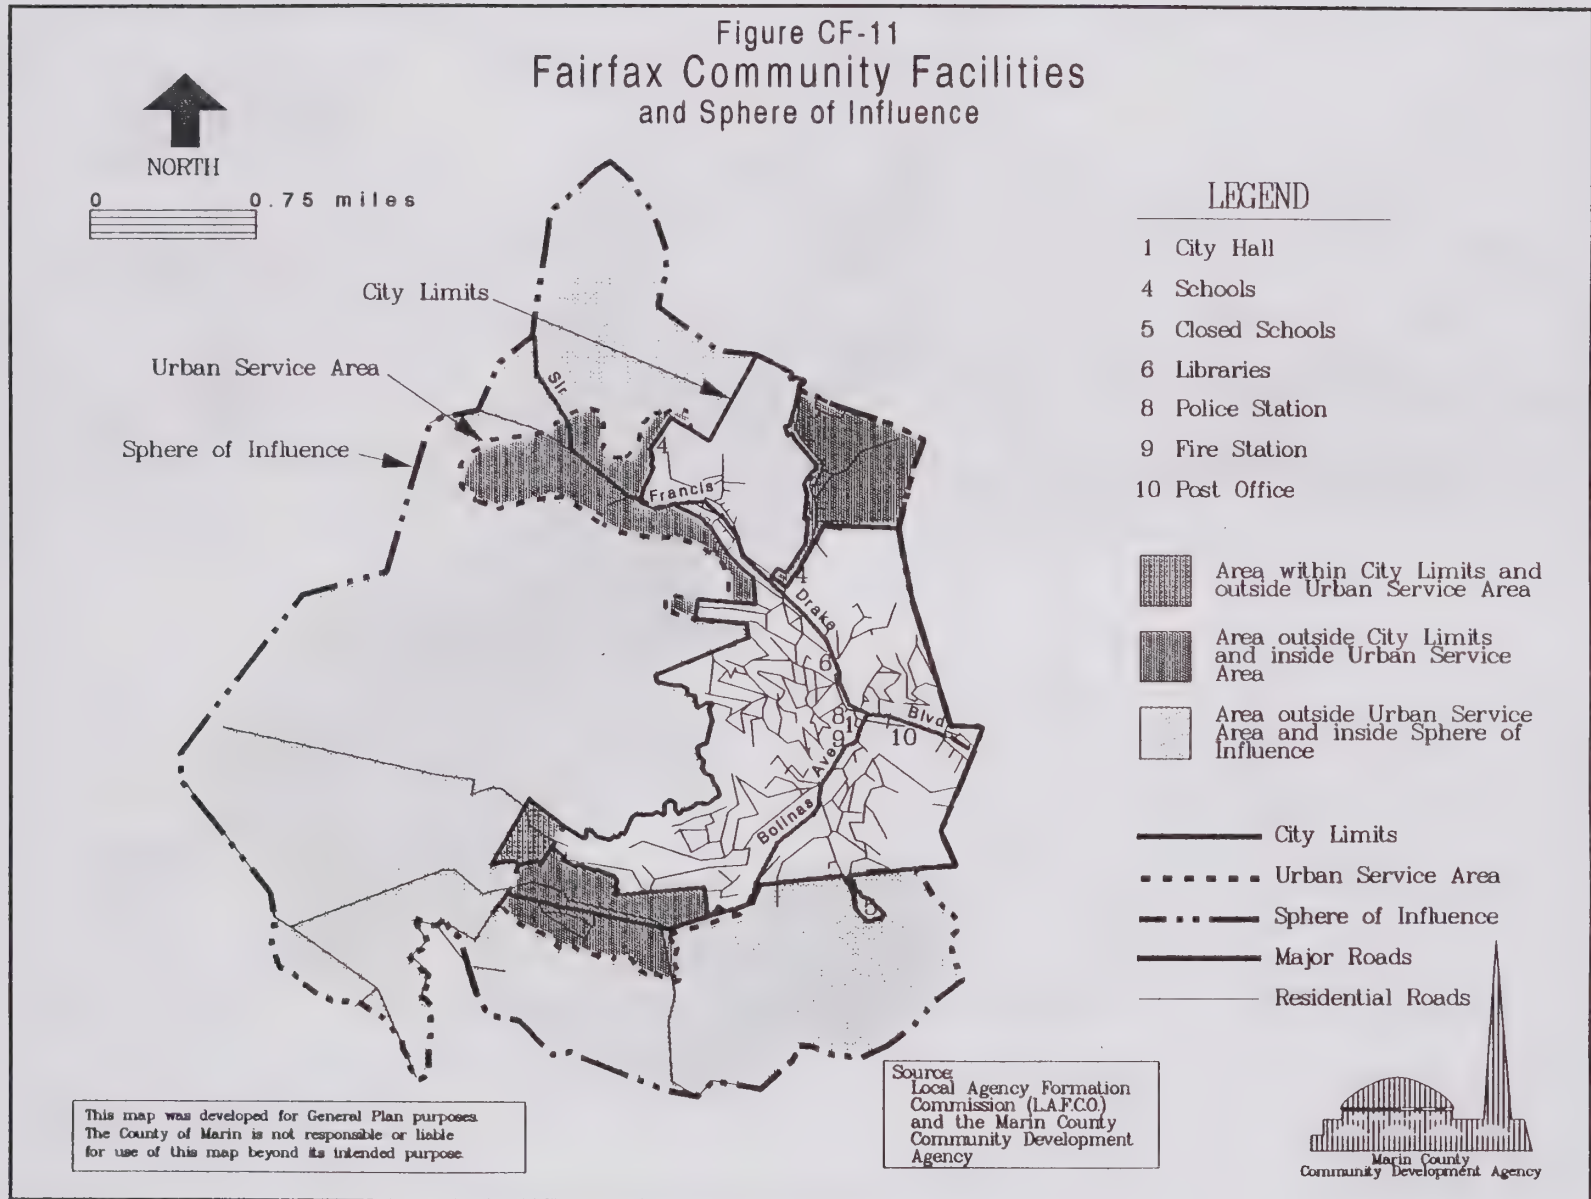 Figure CF-11
Fairfax Community Facilities
and Sphere of Influence
NORTH
0 0.75 miles
City Limits
Urban Service Area
Sphere of Influence
Sir
Francis
Drake
Blvd
Bolinas
Ave
4
4
6
8
1
9
10
5
LEGEND
1 City Hall
4 Schools
5 Closed Schools
6 Libraries
8 Police Station
9 Fire Station
10 Post Office
Area within City Limits and
outside Urban Service Area
Area outside City Limits
and inside Urban Service
Area
Area outside Urban Service
Area and inside Sphere of
Influence
City Limits
Urban Service Area
Sphere of Influence
Major Roads
Residential Roads
This map was developed for General Plan purposes.
The County of Marin is not responsible or liable
for use of this map beyond its intended purpose.
Source:
Local Agency Formation
Commission (L.A.F.C.O.)
and the Marin County
Community Development
Agency
Marin County
Community Development Agency